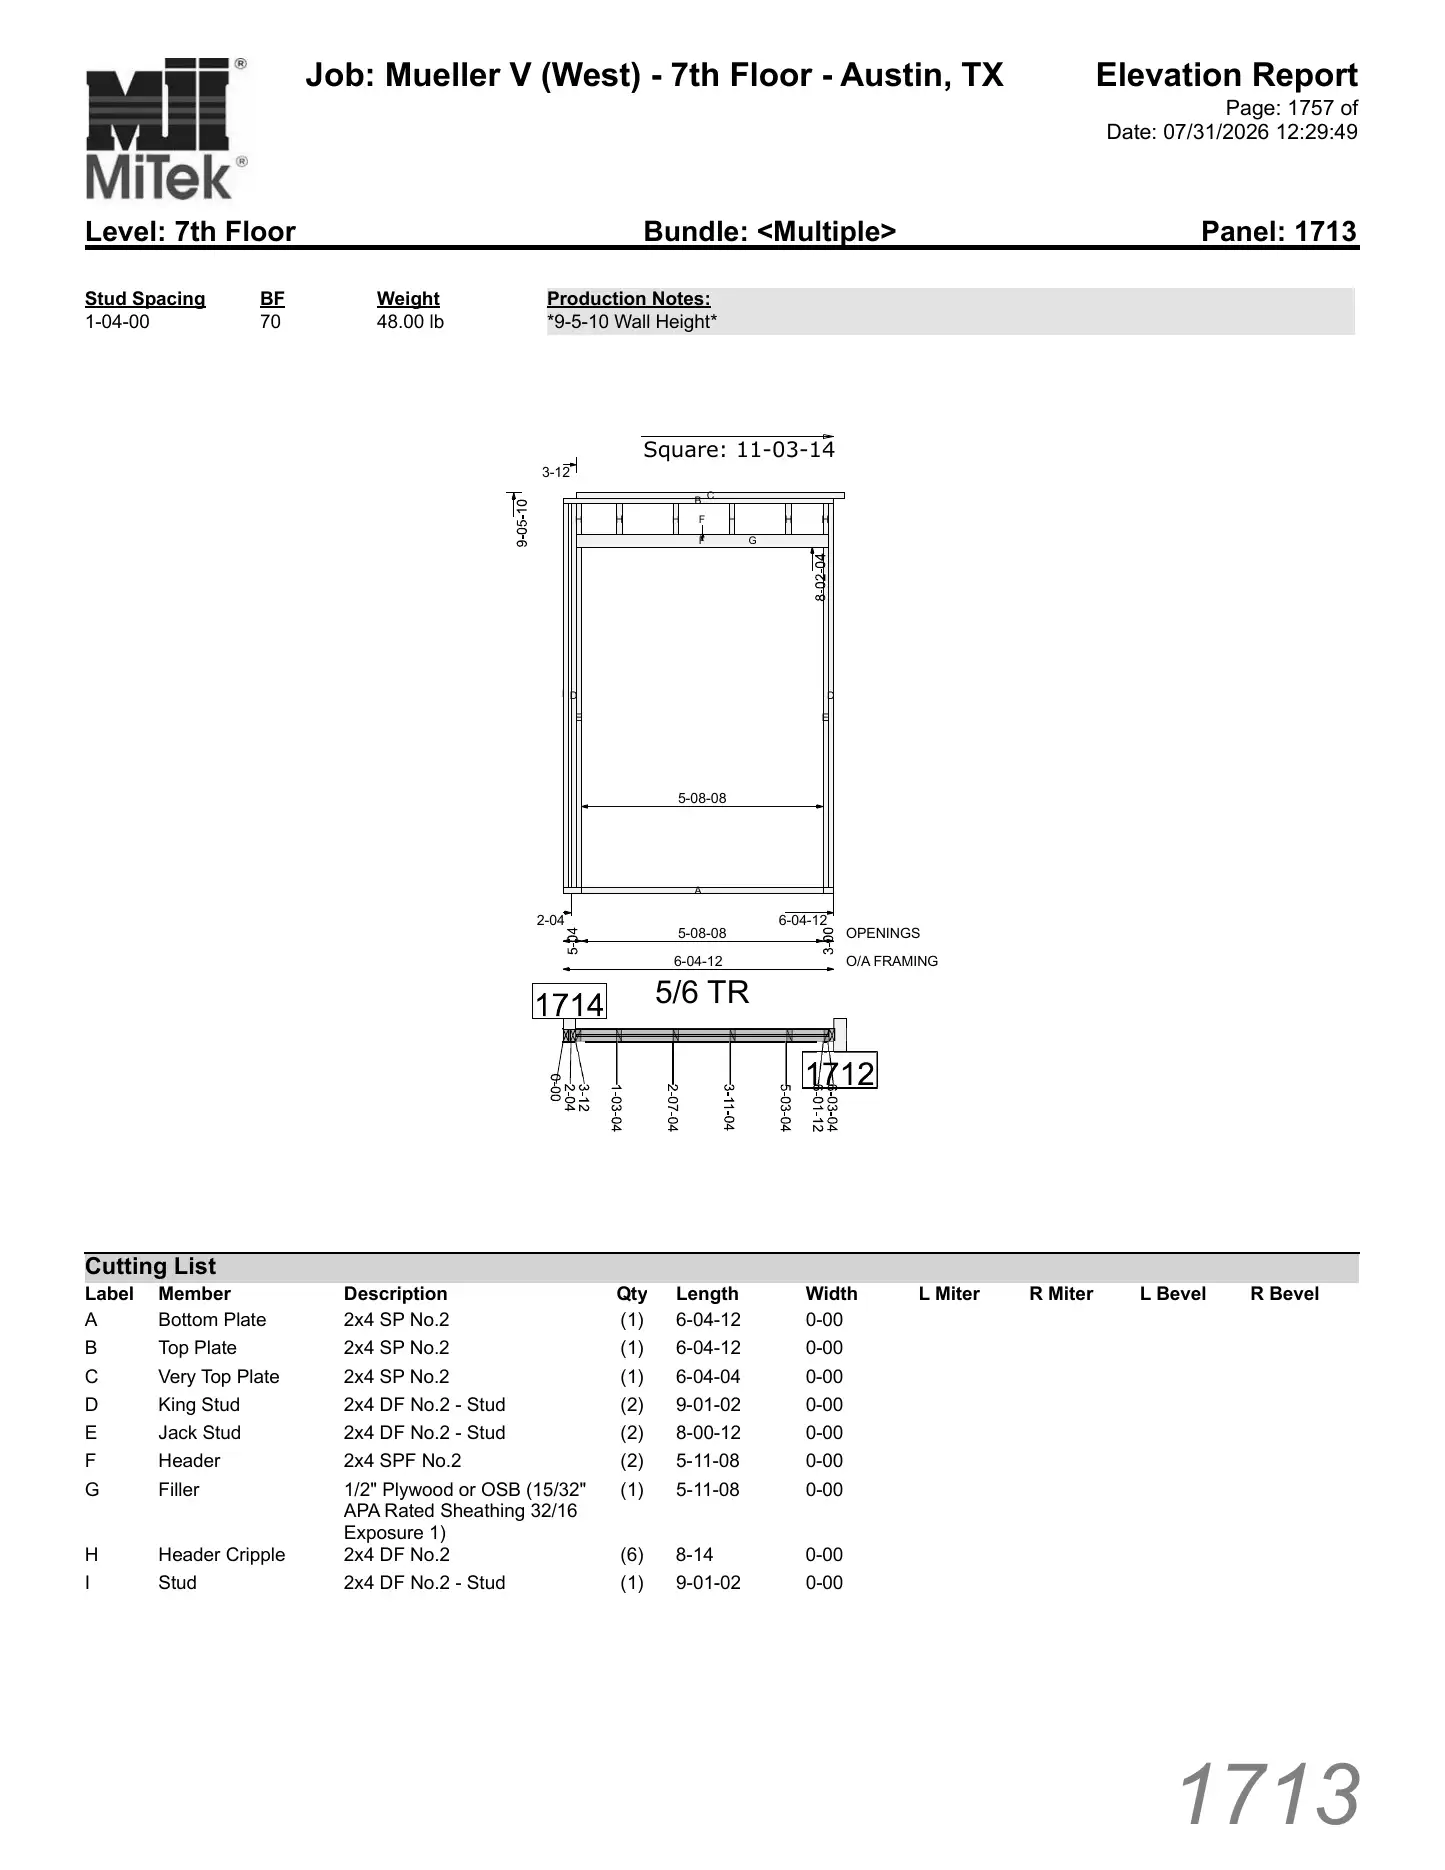 MiTek®
Job: Mueller V (West) - 7th Floor - Austin, TX
Elevation Report
Page: 1757 of
Date: 07/31/2026 12:29:49
Level: 7th Floor
Bundle: <Multiple>
Panel: 1713
Stud Spacing BF Weight
1-04-00 70 48.00 lb
Production Notes:
*9-5-10 Wall Height*
Square: 11-03-14
3-12
9-05-10
C
B
H H H F H H
F G
8-02-04
I D D
E E
5-08-08
A
2-04 6-04-12
5-04 5-08-08 3-00 OPENINGS
6-04-12 O/A FRAMING
5/6 TR
1714
1712
0-00
2-04
3-12
1-03-04
2-07-04
3-11-04
5-03-04
6-01-12
6-03-04
Cutting List
Label Member Description Qty Length Width L Miter R Miter L Bevel R Bevel
A Bottom Plate 2x4 SP No.2 (1) 6-04-12 0-00
B Top Plate 2x4 SP No.2 (1) 6-04-12 0-00
C Very Top Plate 2x4 SP No.2 (1) 6-04-04 0-00
D King Stud 2x4 DF No.2 - Stud (2) 9-01-02 0-00
E Jack Stud 2x4 DF No.2 - Stud (2) 8-00-12 0-00
F Header 2x4 SPF No.2 (2) 5-11-08 0-00
G Filler 1/2" Plywood or OSB (15/32" (1) 5-11-08 0-00
APA Rated Sheathing 32/16
Exposure 1)
H Header Cripple 2x4 DF No.2 (6) 8-14 0-00
I Stud 2x4 DF No.2 - Stud (1) 9-01-02 0-00
1713